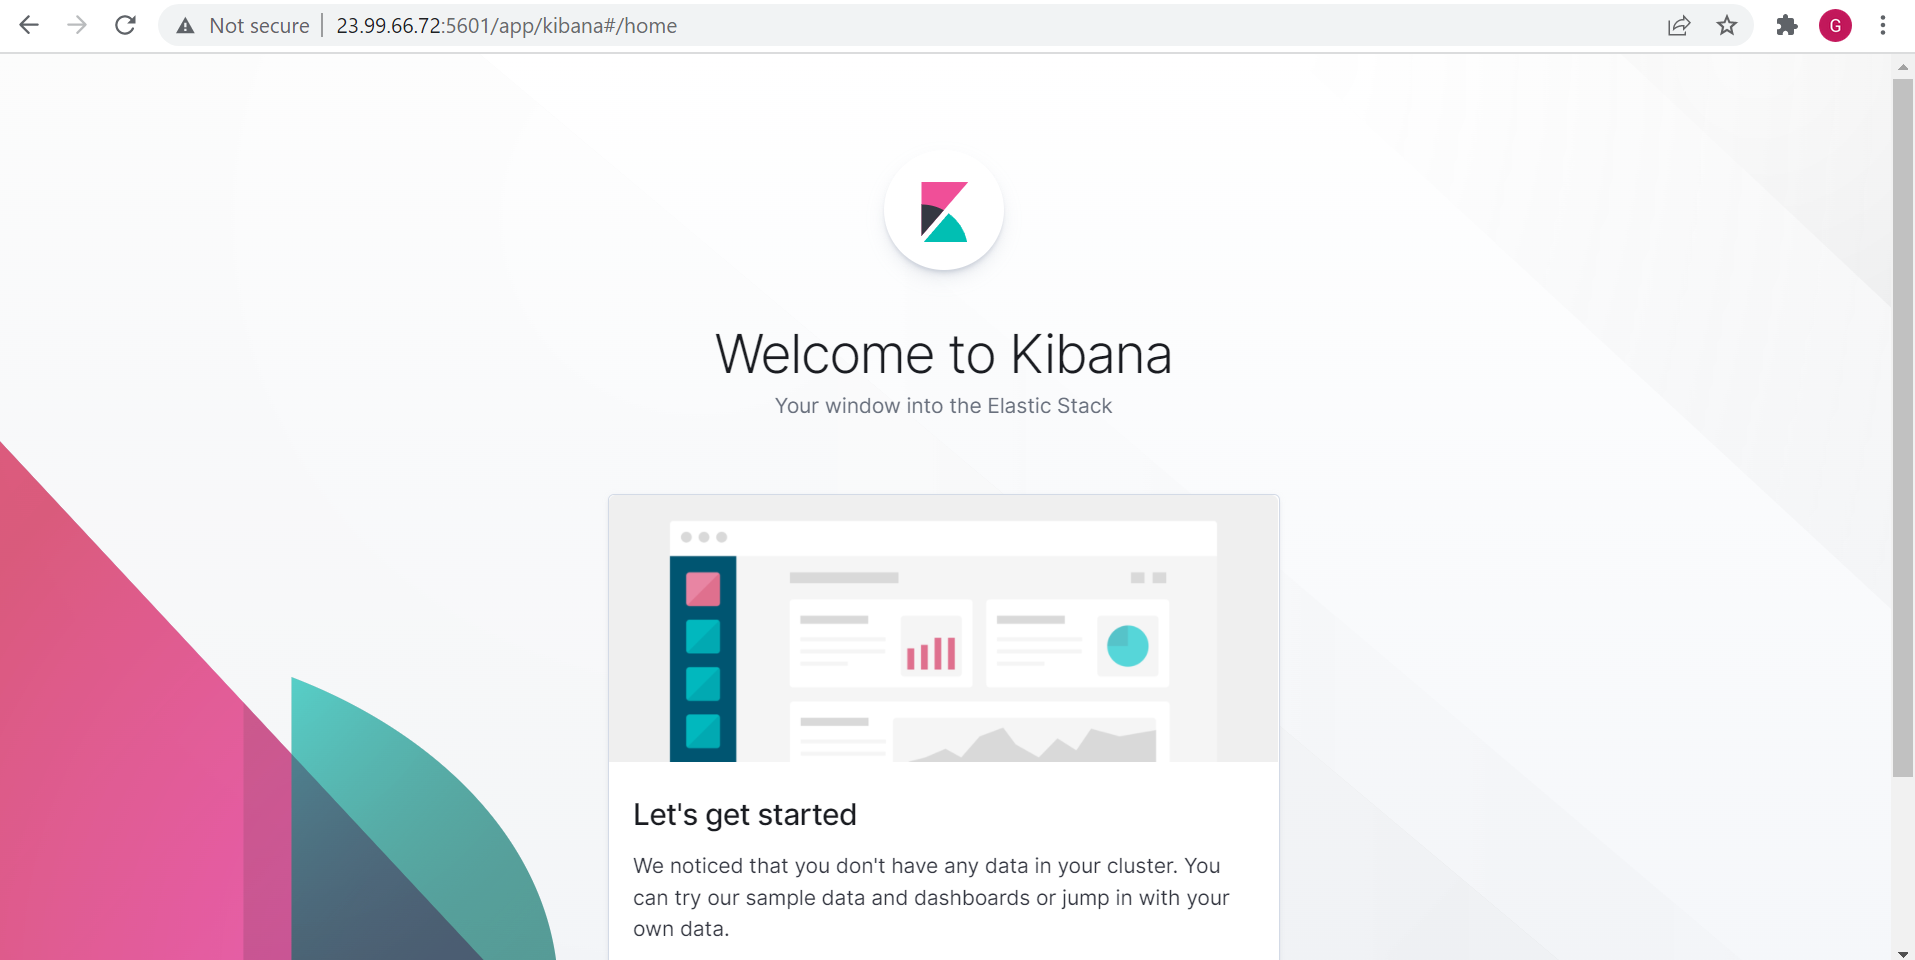 Not secure | 23.99.66.72:5601/app/kibana#/home
G
Welcome to Kibana
Your window into the Elastic Stack
Let's get started
We noticed that you don't have any data in your cluster. You
can try our sample data and dashboards or jump in with your
own data.